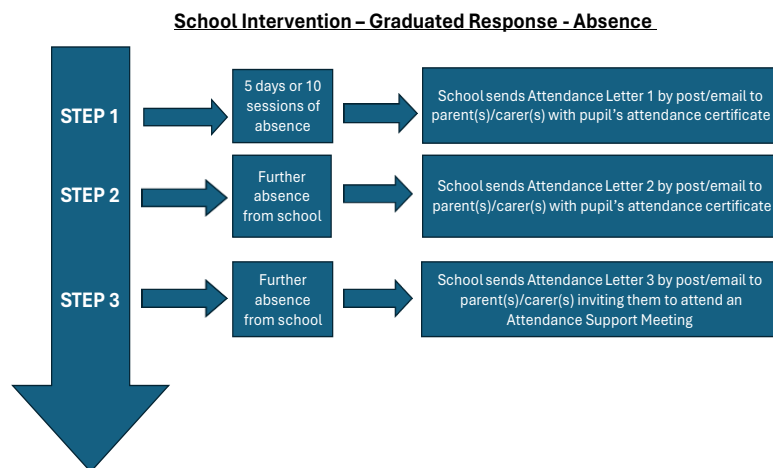 School Intervention – Graduated Response - Absence
STEP 1
5 days or 10
sessions of
absence
School sends Attendance Letter 1 by post/email to
parent(s)/carer(s) with pupil’s attendance certificate
STEP 2
Further
absence
from school
School sends Attendance Letter 2 by post/email to
parent(s)/carer(s) with pupil’s attendance certificate
STEP 3
Further
absence
from school
School sends Attendance Letter 3 by post/email to
parent(s)/carer(s) inviting them to attend an
Attendance Support Meeting